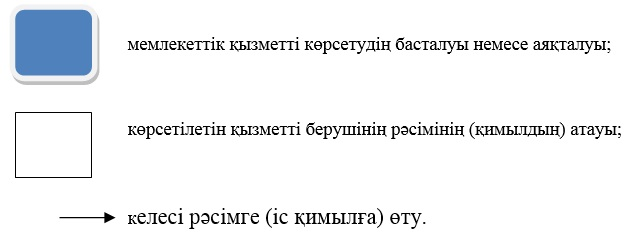 мемлекеттік қызметті көрсетудің басталуы немесе аяқталуы;
көрсетілетін қызметті берушінің рәсімінің (қимылдың) атауы;
келесі рәсімге (іс қимылға) өту.